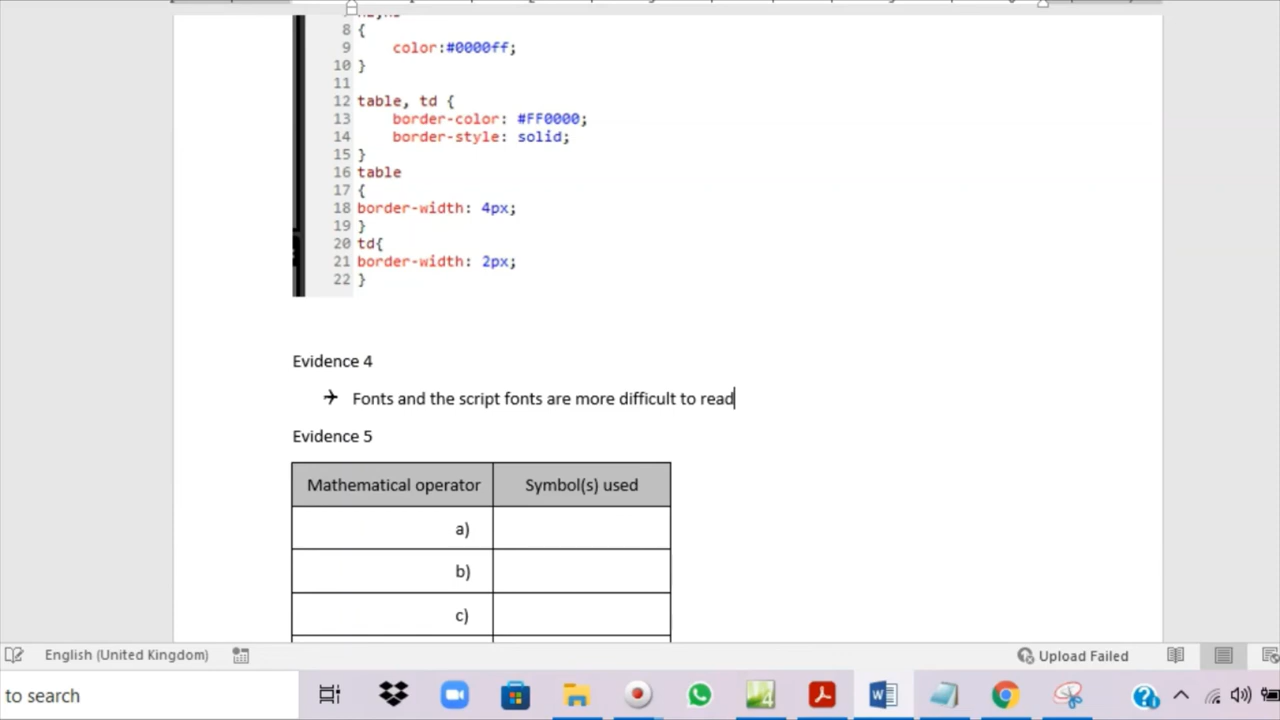 8 {
9 color:#0000ff;
10 }
11
12 table, td {
13 border-color: #FF0000;
14 border-style: solid;
15 }
16 table
17 {
18 border-width: 4px;
19 }
20 td{
21 border-width: 2px;
22 }
Evidence 4
Fonts and the script fonts are more difficult to read
Evidence 5
Mathematical operator Symbol(s) used
a)
b)
c)
English (United Kingdom) Upload Failed
to search